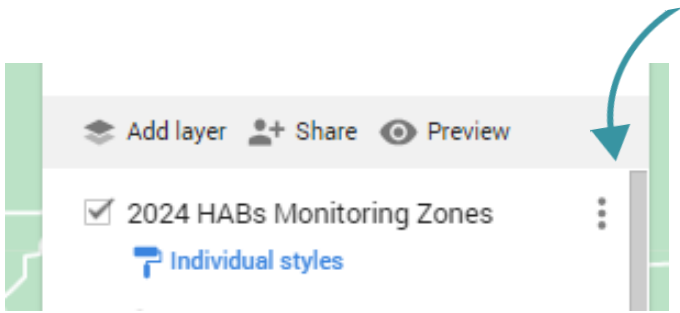 Add layer Share Preview
2024 HABs Monitoring Zones
Individual styles